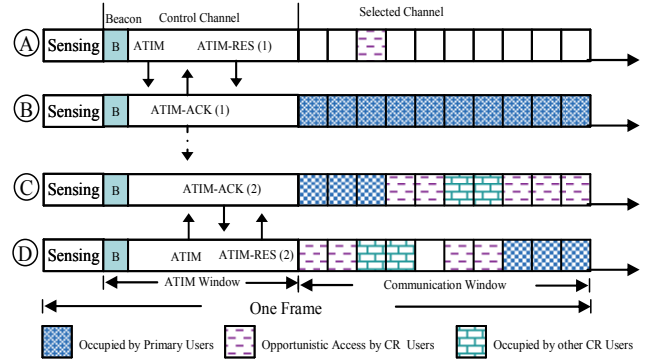 Beacon Control Channel Selected Channel
A Sensing B ATIM ATIM-RES (1)
B Sensing B ATIM-ACK (1)
C Sensing B ATIM-ACK (2)
D Sensing B ATIM ATIM-RES (2)
ATIM Window Communication Window
One Frame
Occupied by Primary Users Opportunistic Access by CR Users Occupied by other CR Users